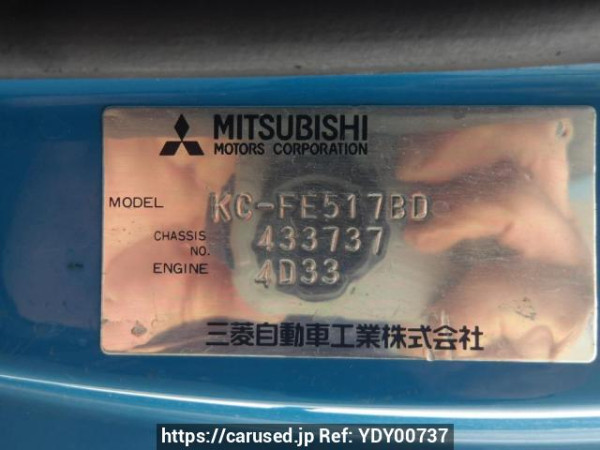 MITSUBISHI
MOTORS CORPORATION
MODEL KC-FE517BD
CHASSIS NO. 433737
ENGINE 4D33
三菱自動車工業株式会社
https://carused.jp Ref: YDY00737